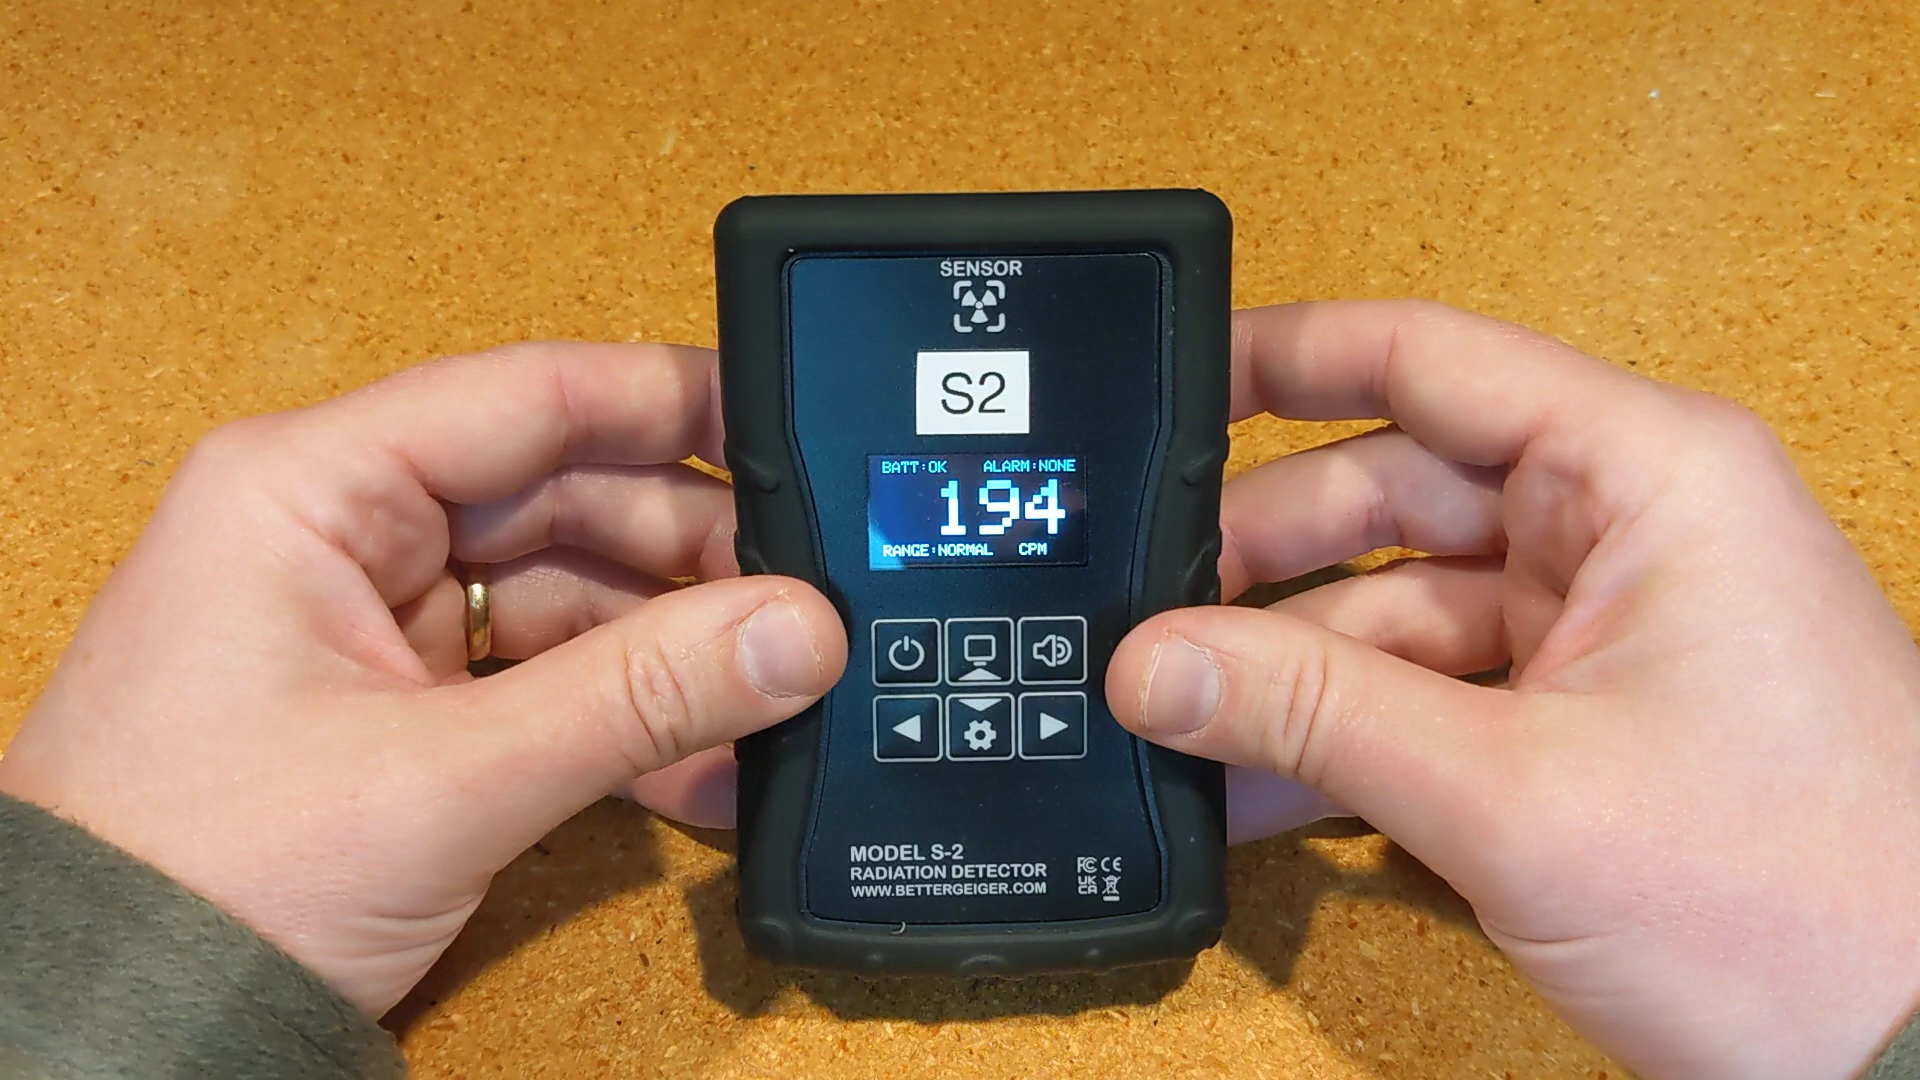 SENSOR
S2
BATT:OK ALARM:NONE
194
RANGE:NORMAL CPM
MODEL S-2
RADIATION DETECTOR
WWW.BETTERGEIGER.COM
FC CE
UK
CA